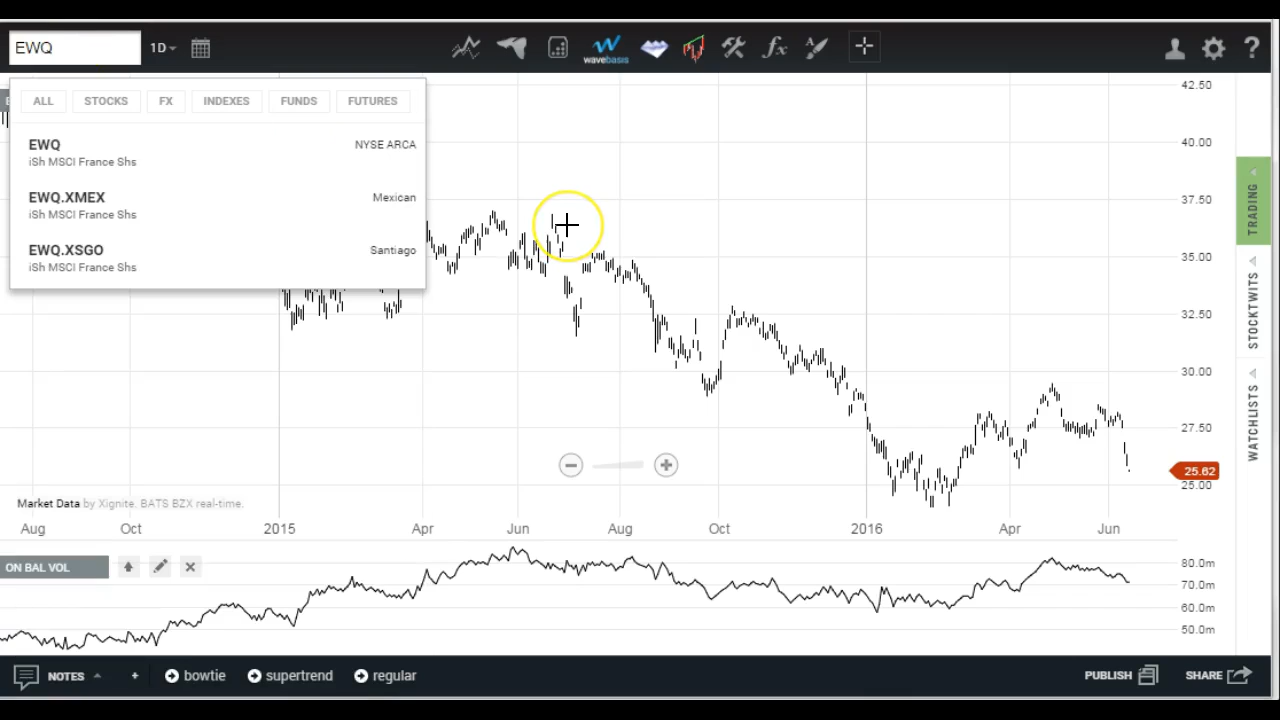 EWQ
1D
wavebasis
fx
A
?
ALL STOCKS FX INDEXES FUNDS FUTURES
EWQ NYSE ARCA
iSh MSCI France Shs
EWQ.XMEX Mexican
iSh MSCI France Shs
EWQ.XSGO Santiago
iSh MSCI France Shs
42.50
40.00
37.50
35.00
32.50
30.00
27.50
25.62
25.00
TRADING
STOCKTWITS
WATCHLISTS
Market Data by Xignite. BATS BZX real-time.
Aug Oct 2015 Apr Jun Aug Oct 2016 Apr Jun
ON BAL VOL
80.0m
70.0m
60.0m
50.0m
NOTES + bowtie supertrend regular PUBLISH SHARE